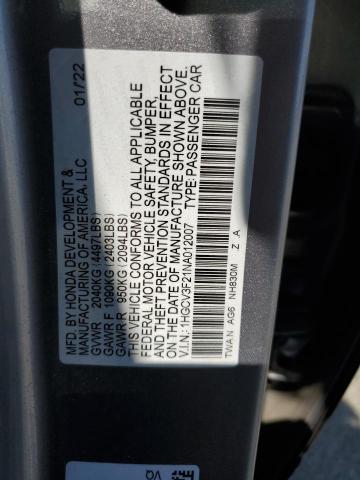 MFD BY HONDA DEVELOPMENT & 01/22
MANUFACTURING OF AMERICA, LLC
GVWR 2040KG (4497LBS)
GAWR F 1090KG (2403LBS)
GAWR R 950KG (2094LBS)
THIS VEHICLE CONFORMS TO ALL APPLICABLE
FEDERAL MOTOR VEHICLE SAFETY, BUMPER,
AND THEFT PREVENTION STANDARDS IN EFFECT
ON THE DATE OF MANUFACTURE SHOWN ABOVE.
V.I.N.: 1HGCV3F21NA012007 TYPE: PASSENGER CAR
TWA N AG6 NH830M Z A